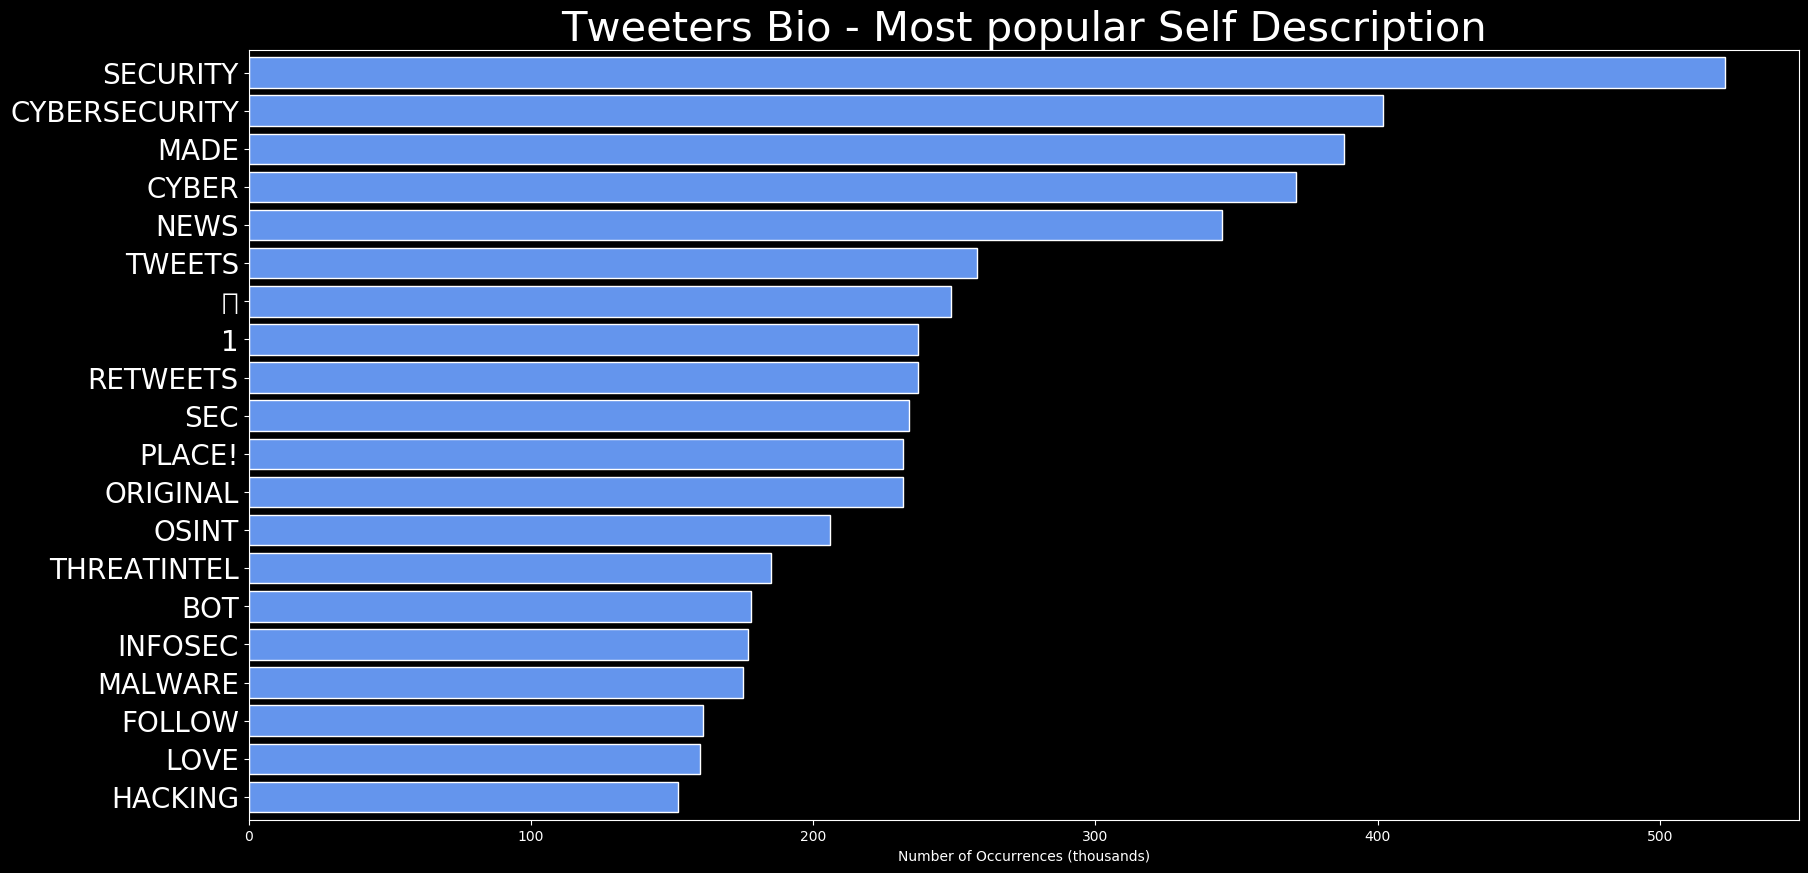 Tweeters Bio - Most popular Self Description
SECURITY
CYBERSECURITY
MADE
CYBER
NEWS
TWEETS
1
RETWEETS
SEC
PLACE!
ORIGINAL
OSINT
THREATINTEL
BOT
INFOSEC
MALWARE
FOLLOW
LOVE
HACKING
0 100 200 300 400 500
Number of Occurrences (thousands)